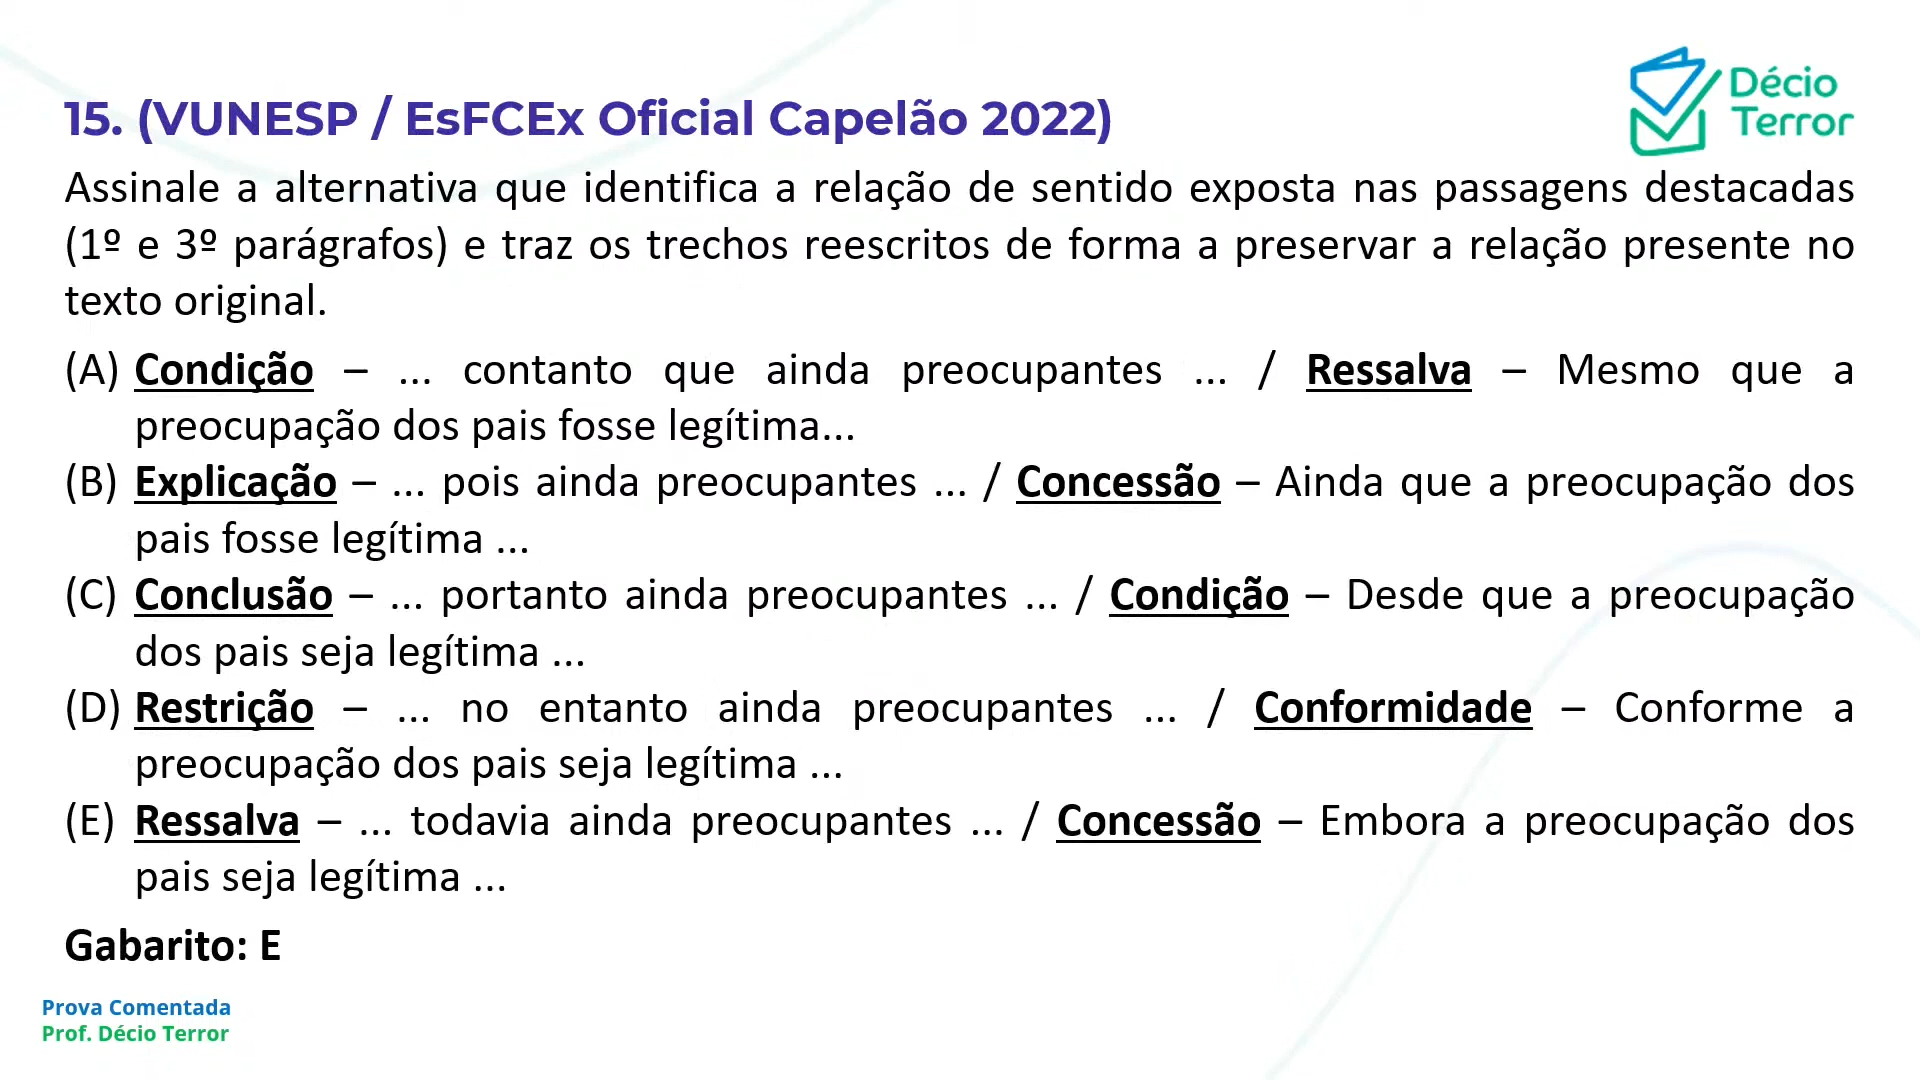 15. (VUNESP / EsFCEx Oficial Capelão 2022)
Décio
Terror
Assinale a alternativa que identifica a relação de sentido exposta nas passagens destacadas
(1º e 3º parágrafos) e traz os trechos reescritos de forma a preservar a relação presente no
texto original.
(A) Condição – ... contanto que ainda preocupantes ... / Ressalva – Mesmo que a
preocupação dos pais fosse legítima...
(B) Explicação – ... pois ainda preocupantes ... / Concessão – Ainda que a preocupação dos
pais fosse legítima ...
(C) Conclusão – ... portanto ainda preocupantes ... / Condição – Desde que a preocupação
dos pais seja legítima ...
(D) Restrição – ... no entanto ainda preocupantes ... / Conformidade – Conforme a
preocupação dos pais seja legítima ...
(E) Ressalva – ... todavia ainda preocupantes ... / Concessão – Embora a preocupação dos
pais seja legítima ...
Gabarito: E
Prova Comentada
Prof. Décio Terror